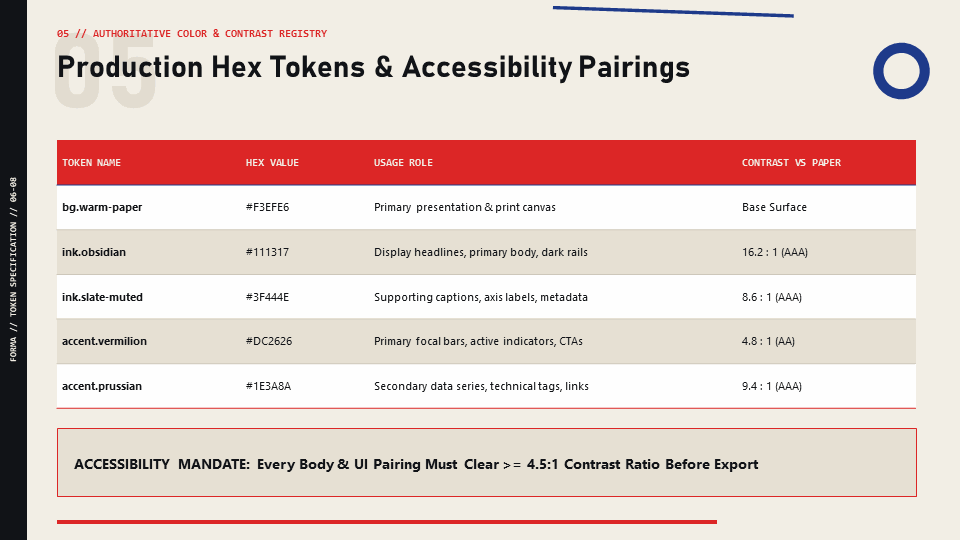 05 // AUTHORITATIVE COLOR & CONTRAST REGISTRY
05
Production Hex Tokens & Accessibility Pairings
TOKEN NAME HEX VALUE USAGE ROLE CONTRAST VS PAPER
bg.warm-paper #F3EFE6 Primary presentation & print canvas Base Surface
ink.obsidian #111317 Display headlines, primary body, dark rails 16.2 : 1 (AAA)
ink.slate-muted #3F444E Supporting captions, axis labels, metadata 8.6 : 1 (AAA)
accent.vermilion #DC2626 Primary focal bars, active indicators, CTAs 4.8 : 1 (AA)
accent.prussian #1E3A8A Secondary data series, technical tags, links 9.4 : 1 (AAA)
ACCESSIBILITY MANDATE: Every Body & UI Pairing Must Clear >= 4.5:1 Contrast Ratio Before Export
FORMA // TOKEN SPECIFICATION // 06-08